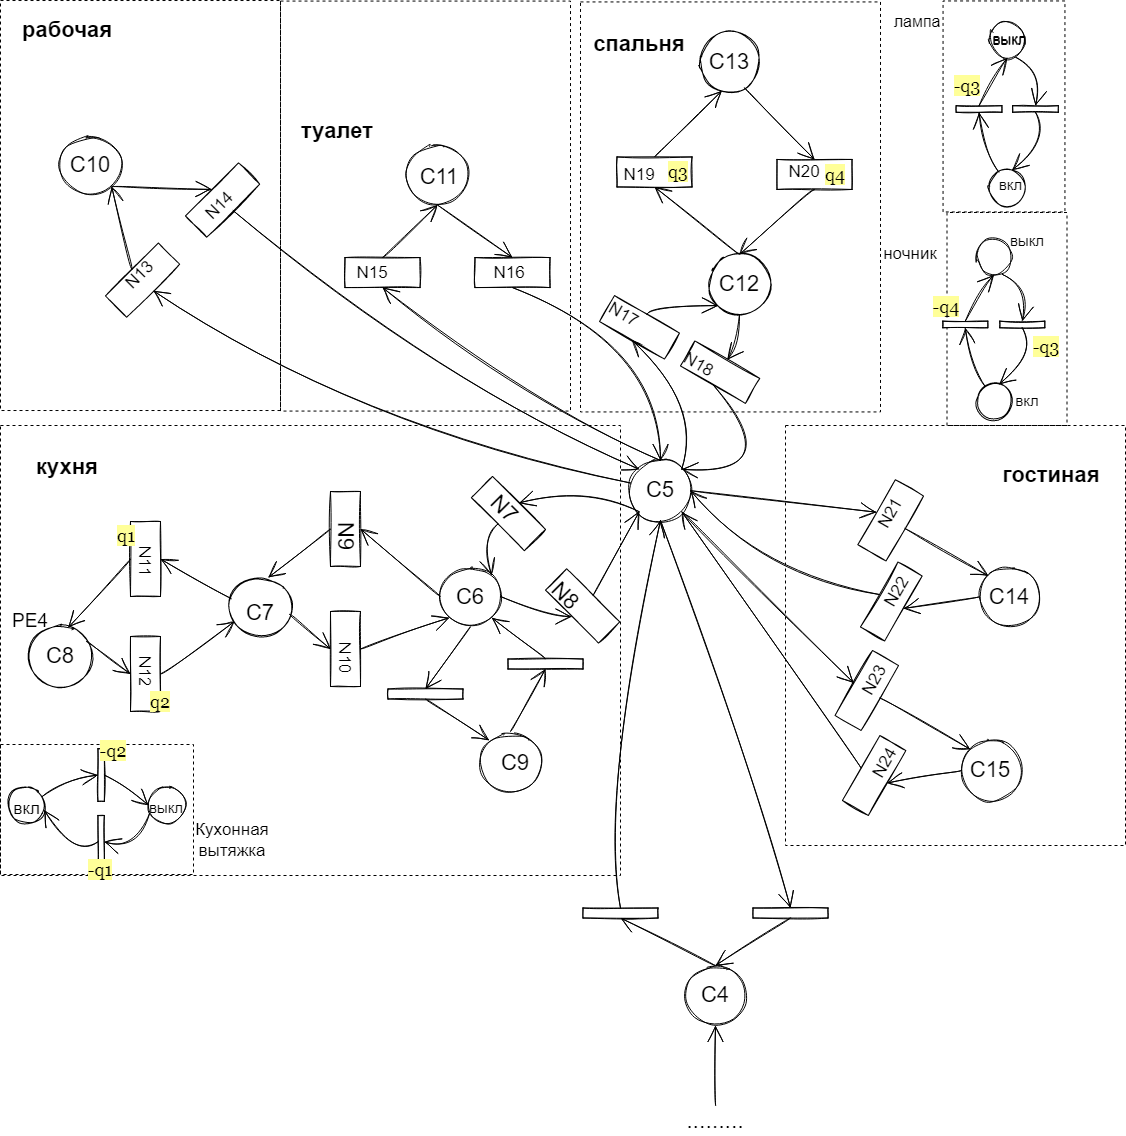 рабочая
C10
N14
N13
туалет
C11
N15
N16
спальня
C13
N19
q3
N20
q4
C12
N17
N18
лампа
выкл
-q3
вкл
ночник
выкл
-q4
-q3
вкл
кухня
C5
N7
N8
C6
N9
N10
C7
q1
N11
PE4
C8
N12
q2
C9
-q2
вкл
выкл
-q1
Кухонная
вытяжка
гостиная
N21
N22
C14
N23
N24
C15
C4
.........